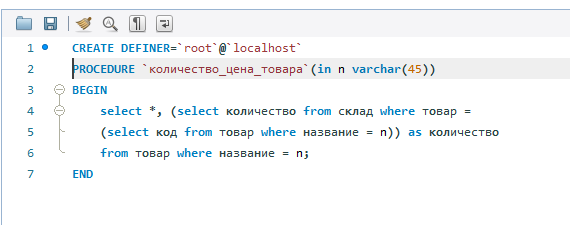 1 CREATE DEFINER=`root`@`localhost`
2 PROCEDURE `количество_цена_товара`(in n varchar(45))
3 BEGIN
4 select *, (select количество from склад where товар =
5 (select код from товар where название = n)) as количество
6 from товар where название = n;
7 END